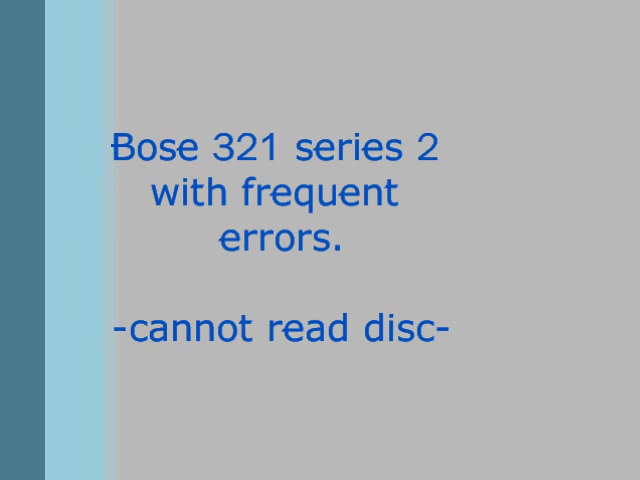 Bose 321 series 2
with frequent
errors.
-cannot read disc-